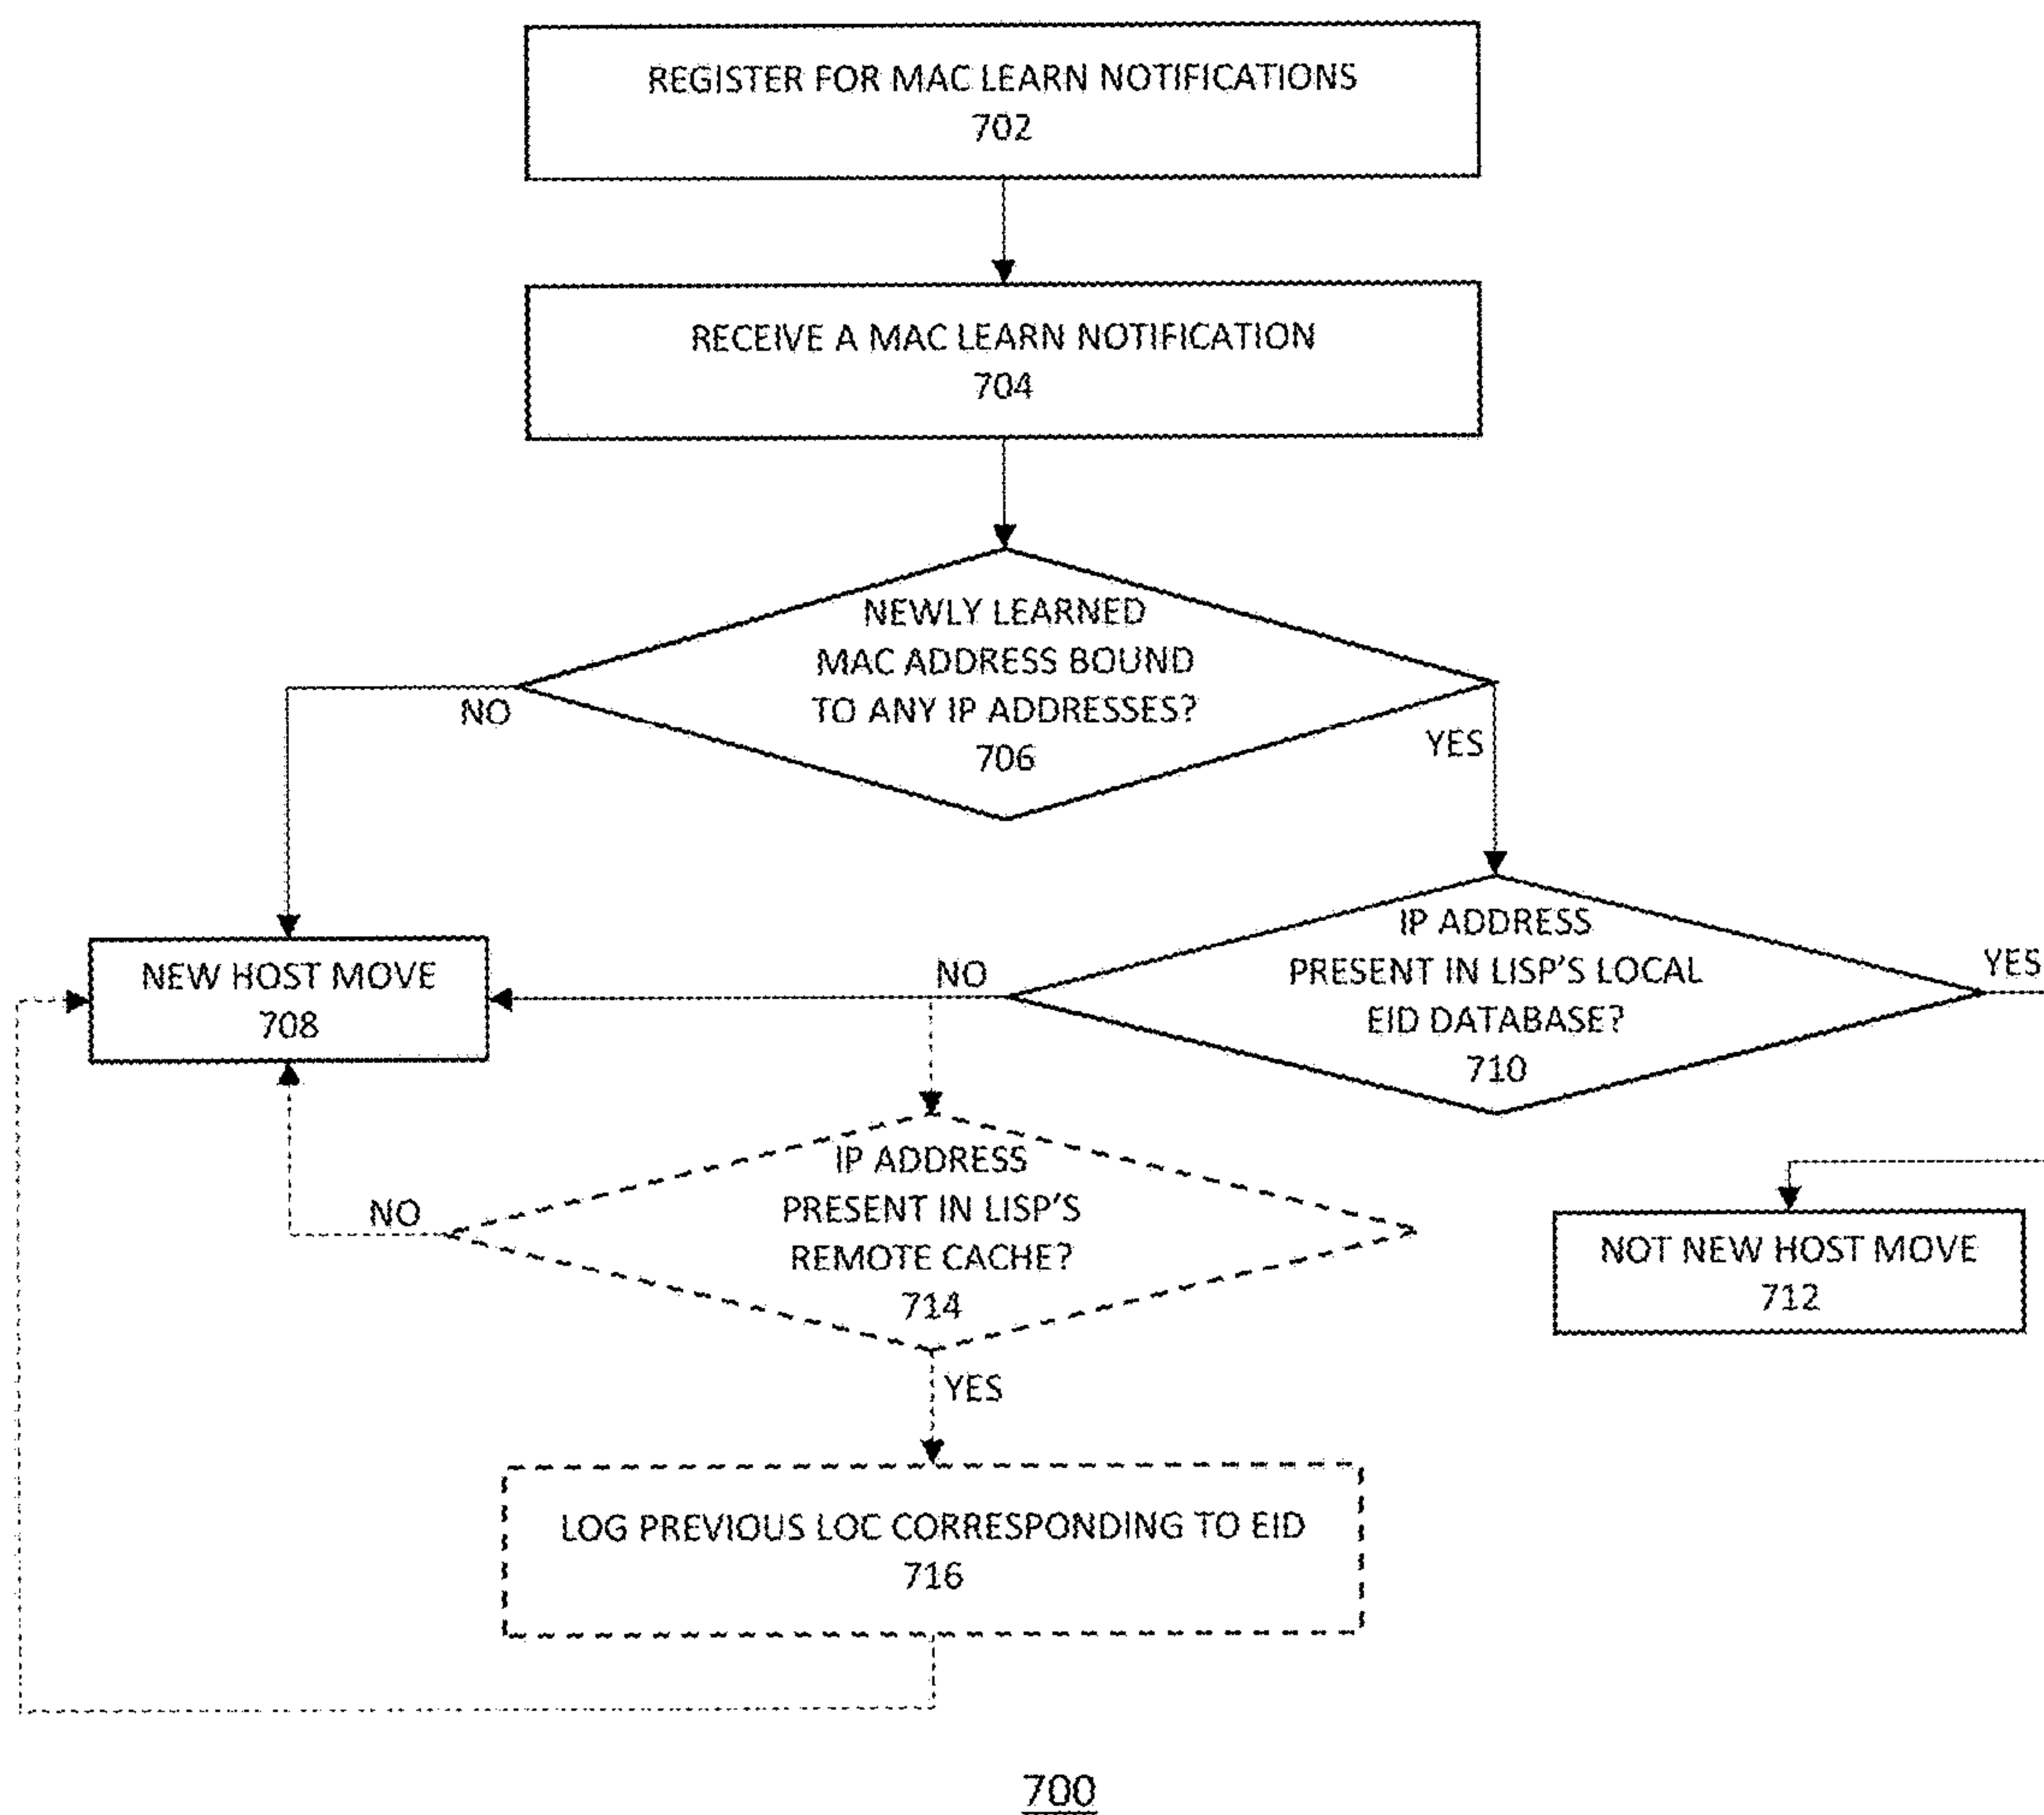 REGISTER FOR MAC LEARN NOTIFICATIONS
702
RECEIVE A MAC LEARN NOTIFICATION
704
NEWLY LEARNED
MAC ADDRESS BOUND
TO ANY IP ADDRESSES?
706
NO
YES
IP ADDRESS
PRESENT IN LISP'S LOCAL
EID DATABASE?
710
NO
YES
NEW HOST MOVE
708
IP ADDRESS
PRESENT IN LISP'S
REMOTE CACHE?
714
NO
YES
NOT NEW HOST MOVE
712
LOG PREVIOUS LOC CORRESPONDING TO EID
716
700